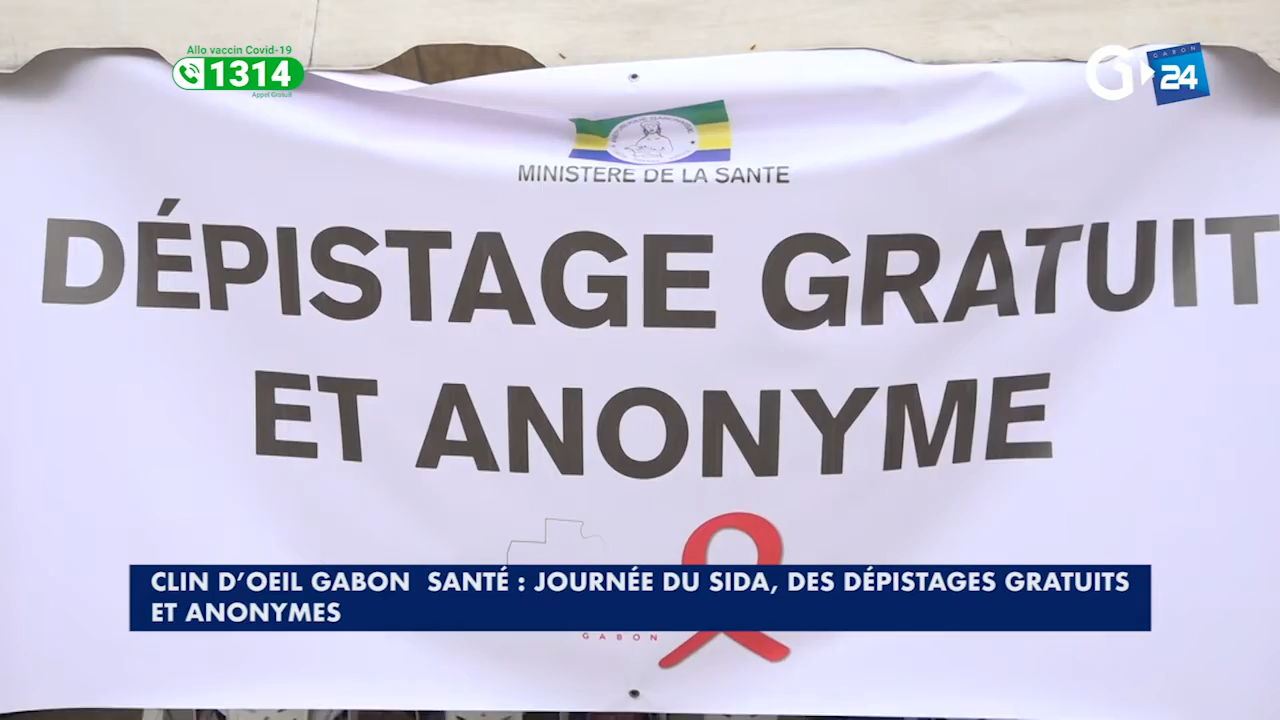 Allo vaccin Covid-19
1314
Appel Gratuit
GABON
24
MINISTERE DE LA SANTE
DÉPISTAGE GRATUIT
ET ANONYME
CLIN D’OEIL GABON SANTÉ : JOURNÉE DU SIDA, DES DÉPISTAGES GRATUITS
ET ANONYMES
GABON